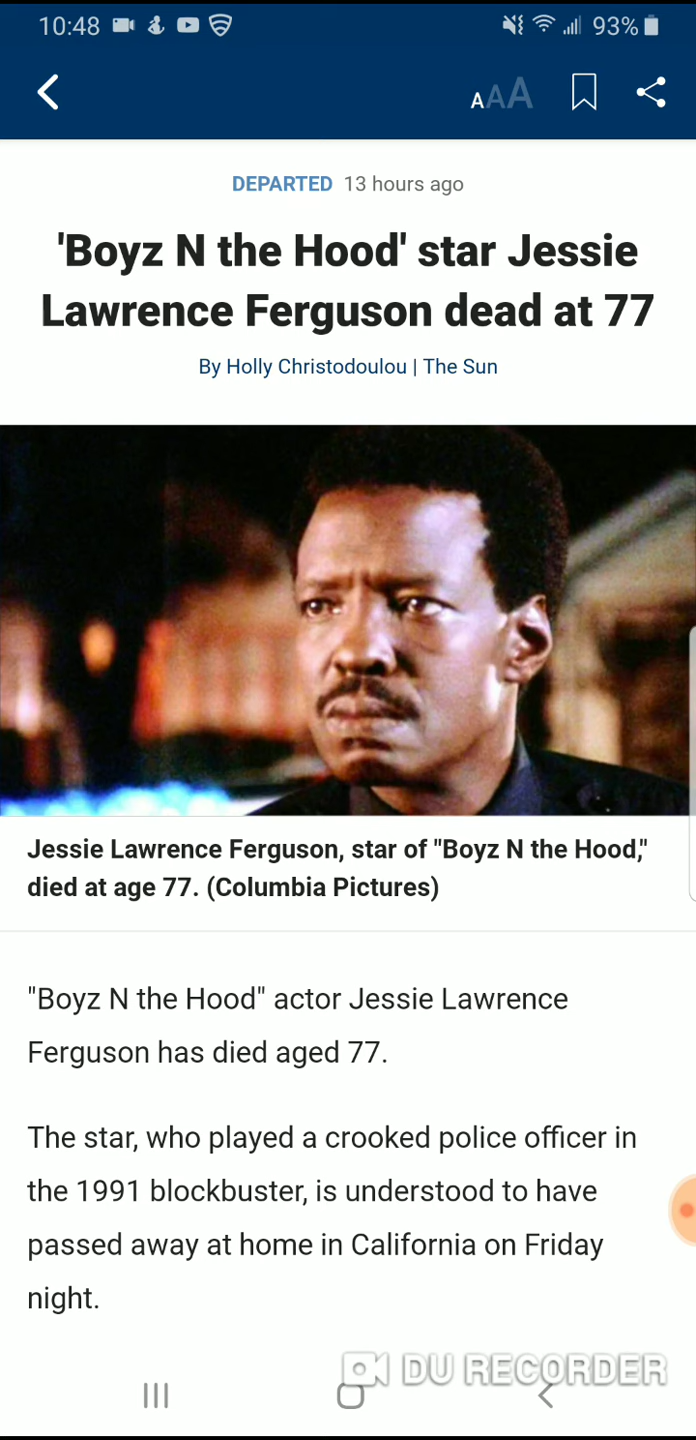 10:48
93%
AAA
DEPARTED 13 hours ago
'Boyz N the Hood' star Jessie
Lawrence Ferguson dead at 77
By Holly Christodoulou | The Sun
Jessie Lawrence Ferguson, star of "Boyz N the Hood,"
died at age 77. (Columbia Pictures)
"Boyz N the Hood" actor Jessie Lawrence
Ferguson has died aged 77.
The star, who played a crooked police officer in
the 1991 blockbuster, is understood to have
passed away at home in California on Friday
night.
DU RECORDER